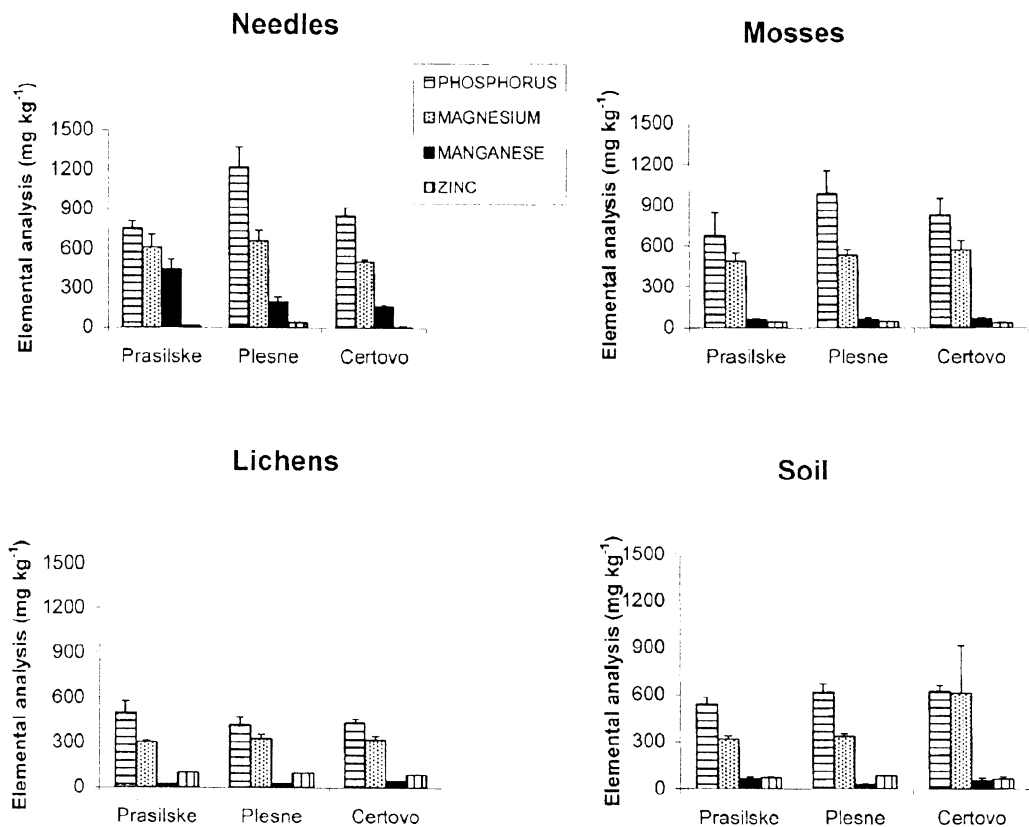 Needles
PHOSPHORUS
MAGNESIUM
MANGANESE
ZINC
Elemental analysis (mg kg-1)
1500
1200
900
600
300
0
Prasilske Plesne Certovo
Mosses
Elemental analysis (mg kg-1)
1500
1200
900
600
300
0
Prasilske Plesne Certovo
Lichens
Elemental analysis (mg kg-1)
1500
1200
900
600
300
0
Prasilske Plesne Certovo
Soil
Elemental analysis (mg kg-1)
1500
1200
900
600
300
0
Prasilske Plesne Certovo